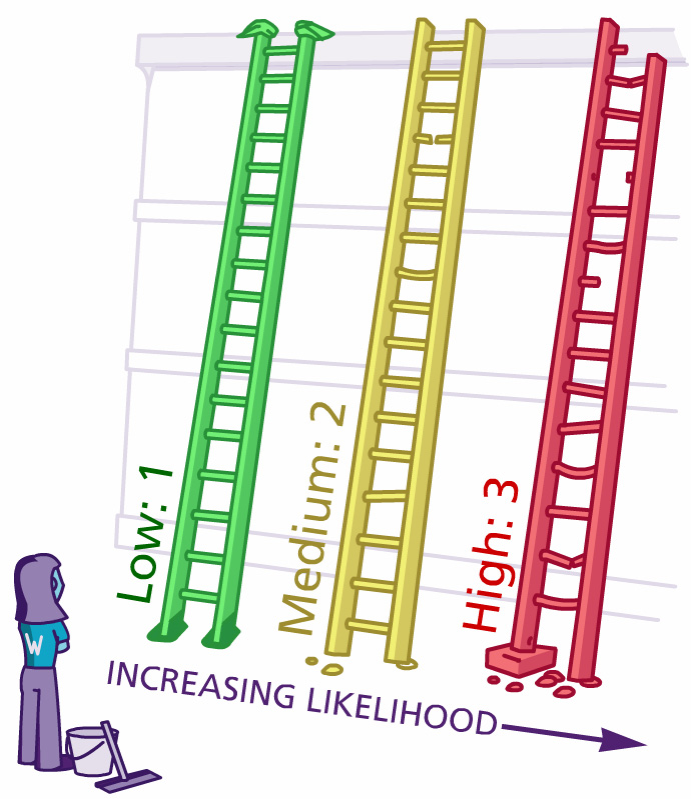 Low: 1
Medium: 2
High: 3
W
INCREASING LIKELIHOOD